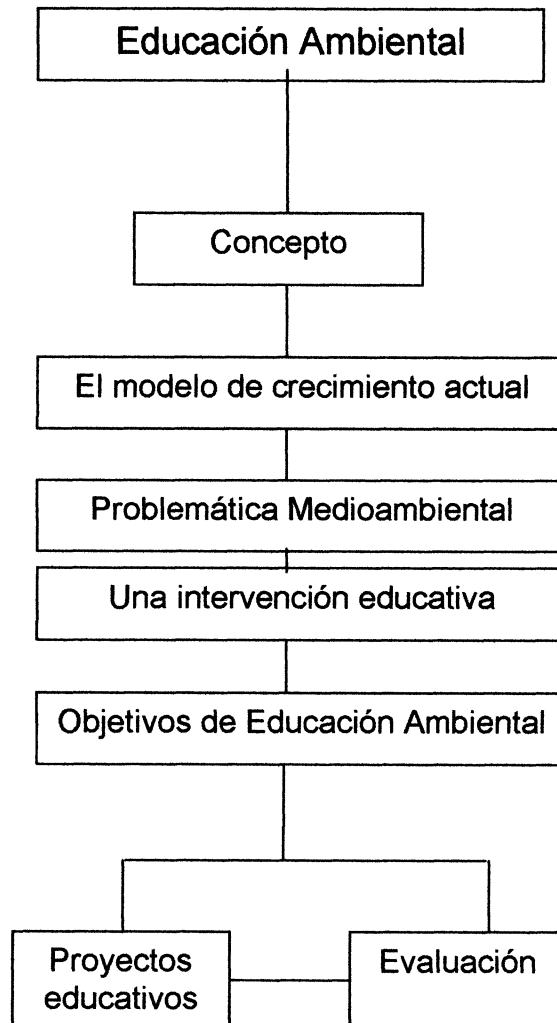 Educación Ambiental
Concepto
El modelo de crecimiento actual
Problemática Medioambiental
Una intervención educativa
Objetivos de Educación Ambiental
Proyectos
educativos
Evaluación